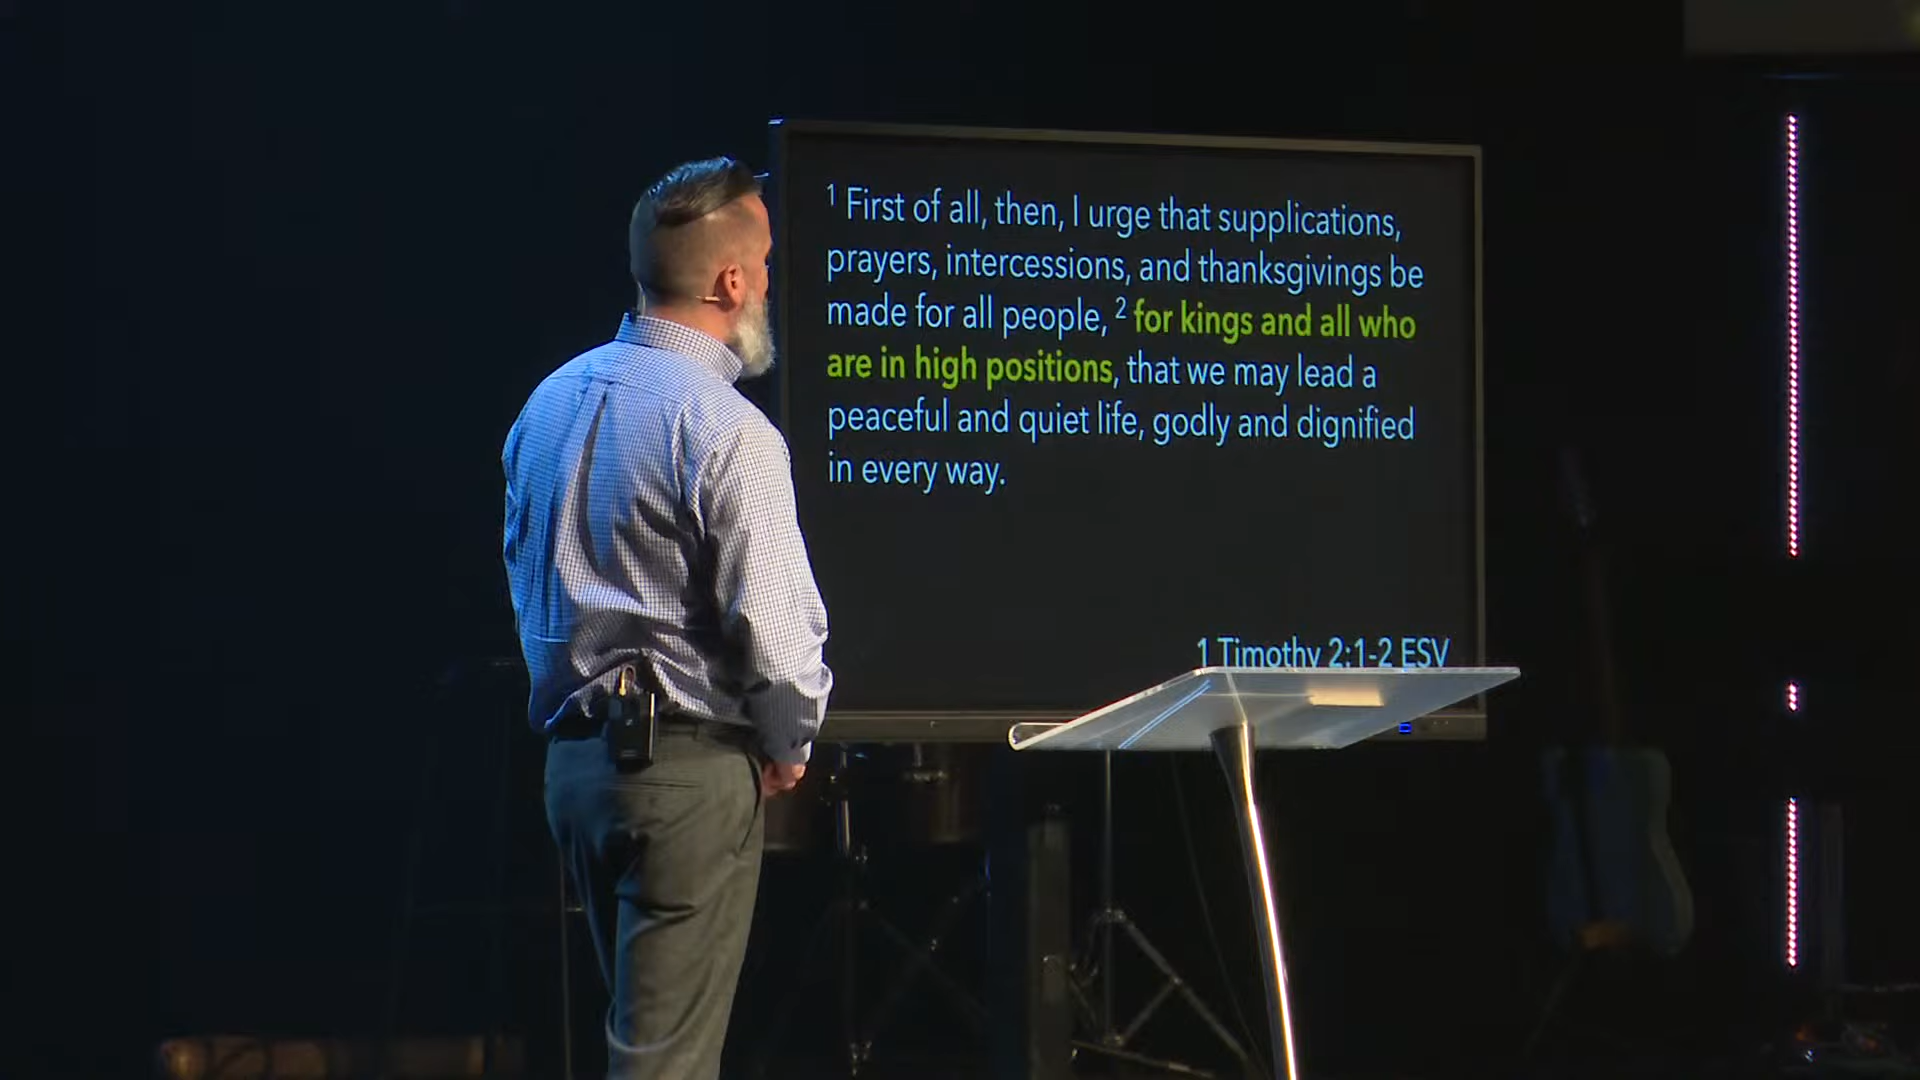 1 First of all, then, I urge that supplications,
prayers, intercessions, and thanksgivings be
made for all people, 2 for kings and all who
are in high positions, that we may lead a
peaceful and quiet life, godly and dignified
in every way.
1 Timothy 2:1-2 ESV